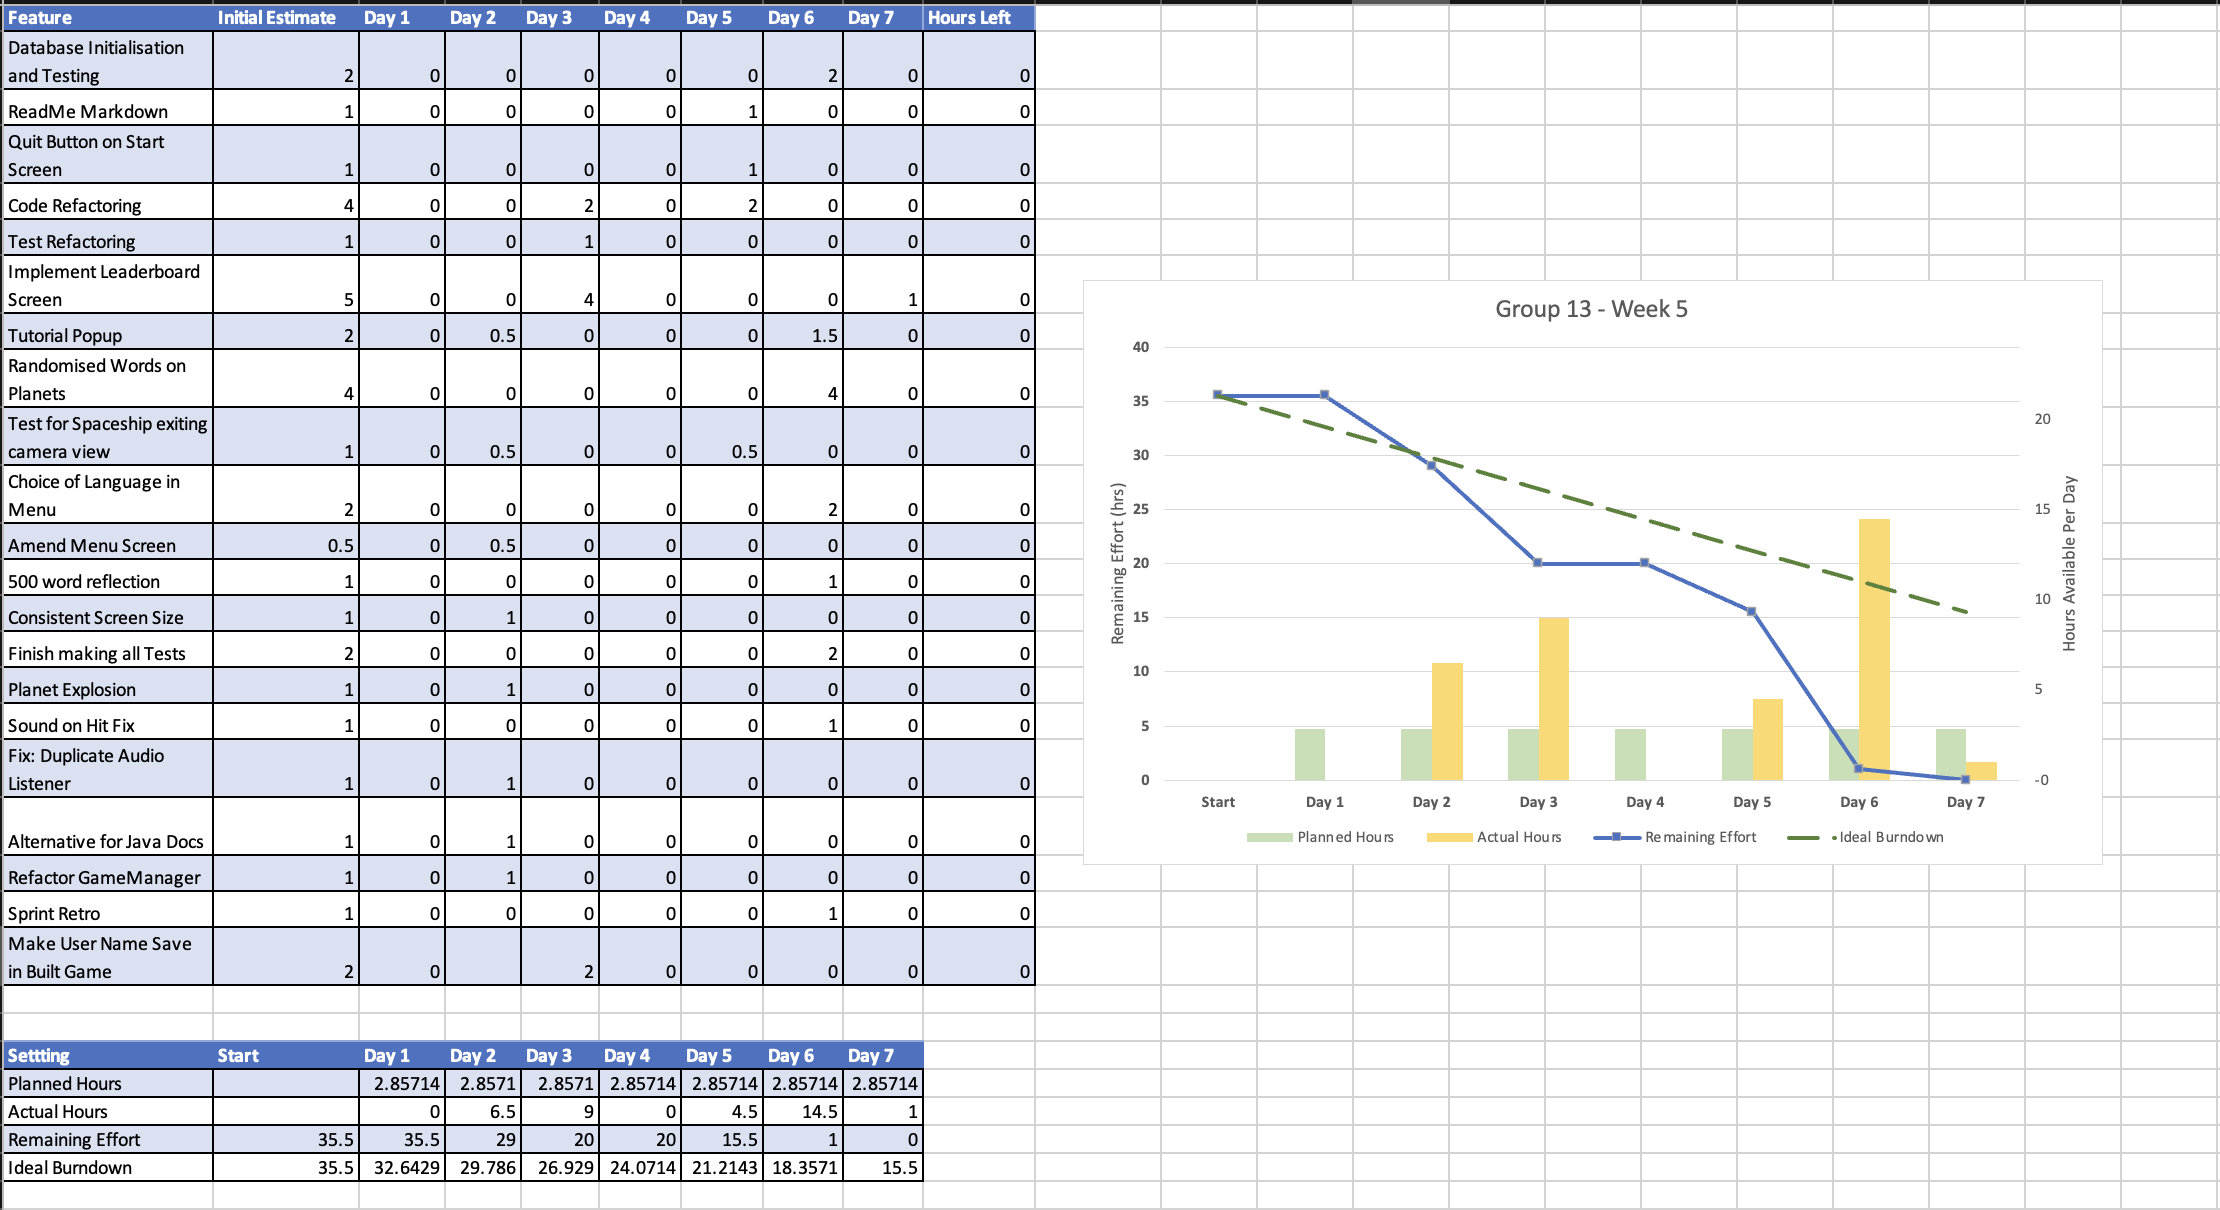 Feature Initial Estimate Day 1 Day 2 Day 3 Day 4 Day 5 Day 6 Day 7 Hours Left
Database Initialisation
and Testing 2 0 0 0 0 0 2 0 0
ReadMe Markdown 1 0 0 0 0 1 0 0 0
Quit Button on Start
Screen 1 0 0 0 0 1 0 0 0
Code Refactoring 4 0 0 2 0 2 0 0 0
Test Refactoring 1 0 0 1 0 0 0 0 0
Implement Leaderboard
Screen 5 0 0 4 0 0 0 1 0
Tutorial Popup 2 0 0.5 0 0 0 1.5 0 0
Randomised Words on
Planets 4 0 0 0 0 0 4 0 0
Test for Spaceship exiting
camera view 1 0 0.5 0 0 0.5 0 0 0
Choice of Language in
Menu 2 0 0 0 0 0 2 0 0
Amend Menu Screen 0.5 0 0.5 0 0 0 0 0 0
500 word reflection 1 0 0 0 0 0 1 0 0
Consistent Screen Size 1 0 1 0 0 0 0 0 0
Finish making all Tests 2 0 0 0 0 0 2 0 0
Planet Explosion 1 0 1 0 0 0 0 0 0
Sound on Hit Fix 1 0 0 0 0 0 1 0 0
Fix: Duplicate Audio
Listener 1 0 1 0 0 0 0 0 0
Alternative for Java Docs 1 0 1 0 0 0 0 0 0
Refactor GameManager 1 0 1 0 0 0 0 0 0
Sprint Retro 1 0 0 0 0 0 1 0 0
Make User Name Save
in Built Game 2 0 2 0 0 0 0 0
Settting Start Day 1 Day 2 Day 3 Day 4 Day 5 Day 6 Day 7
Planned Hours 2.85714 2.8571 2.8571 2.85714 2.85714 2.85714 2.85714
Actual Hours 0 6.5 9 0 4.5 14.5 1
Remaining Effort 35.5 35.5 29 20 20 15.5 1 0
Ideal Burndown 35.5 32.6429 29.786 26.929 24.0714 21.2143 18.3571 15.5
Group 13 - Week 5
Remaining Effort (hrs)
40
35
30
25
20
15
10
5
0
Hours Available Per Day
20
15
10
5
-0
Start Day 1 Day 2 Day 3 Day 4 Day 5 Day 6 Day 7
Planned Hours Actual Hours Remaining Effort Ideal Burndown